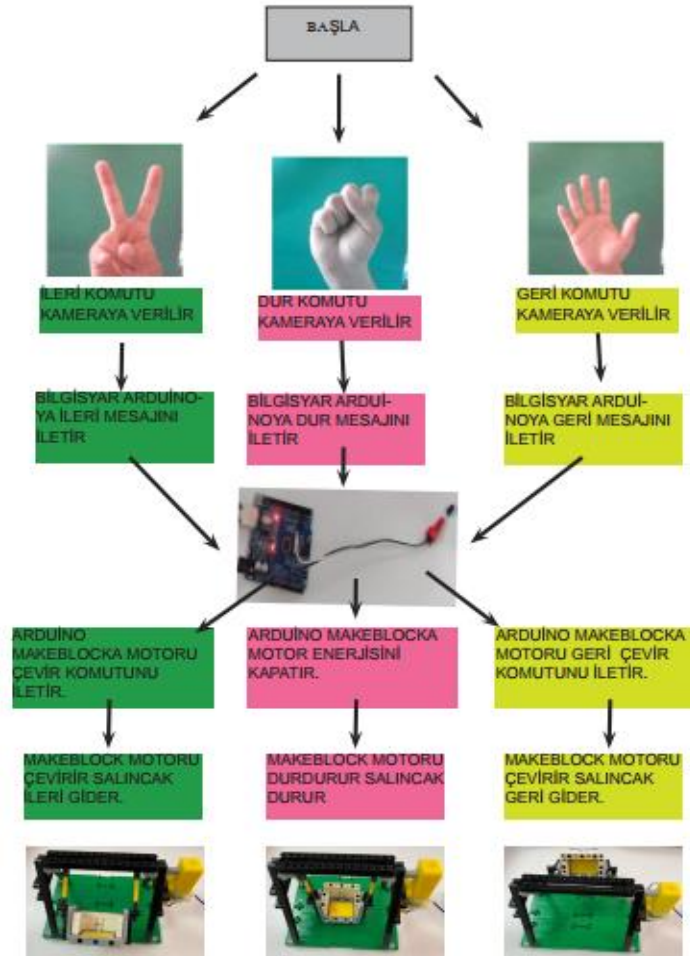 BAŞLA
İLERİ KOMUTU
KAMERAYA VERİLİR
DUR KOMUTU
KAMERAYA VERİLİR
GERİ KOMUTU
KAMERAYA VERİLİR
BİLGİSYAR ARDUİNO-
YA İLERİ MESAJINI
İLETİR
BİLGİSYAR ARDUİ-
NOYA DUR MESAJINI
İLETİR
BİLGİSYAR ARDUİ-
NOYA GERİ MESAJINI
İLETİR
ARDUİNO
MAKEBLOCKA MOTORU
ÇEVİR KOMUTUNU
İLETİR.
ARDUİNO MAKEBLOCKA
MOTOR ENERJİSİNİ
KAPATIR.
ARDUİNO MAKEBLOCKA
MOTORU GERİ ÇEVİR
KOMUTUNU İLETİR.
MAKEBLOCK MOTORU
ÇEVİRİR SALINCAK
İLERİ GİDER.
MAKEBLOCK MOTORU
DURDURUR SALINCAK
DURUR
MAKEBLOCK MOTORU
ÇEVİRİR SALINCAK
GERİ GİDER.